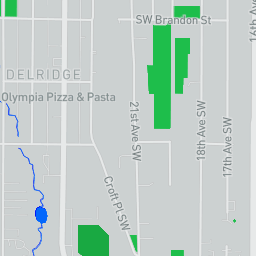 SW Brandon St
16th Ave
DELRIDGE
Olympia Pizza & Pasta
21st Ave SW
18th Ave SW
17th Ave SW
Croft Pl SW